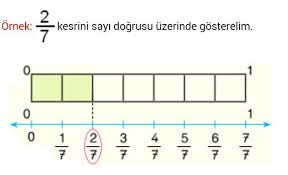 Örnek: 2/7 kesrini sayı doğrusu üzerinde gösterelim.
0 1
0 1
0 1/7 2/7 3/7 4/7 5/7 6/7 7/7